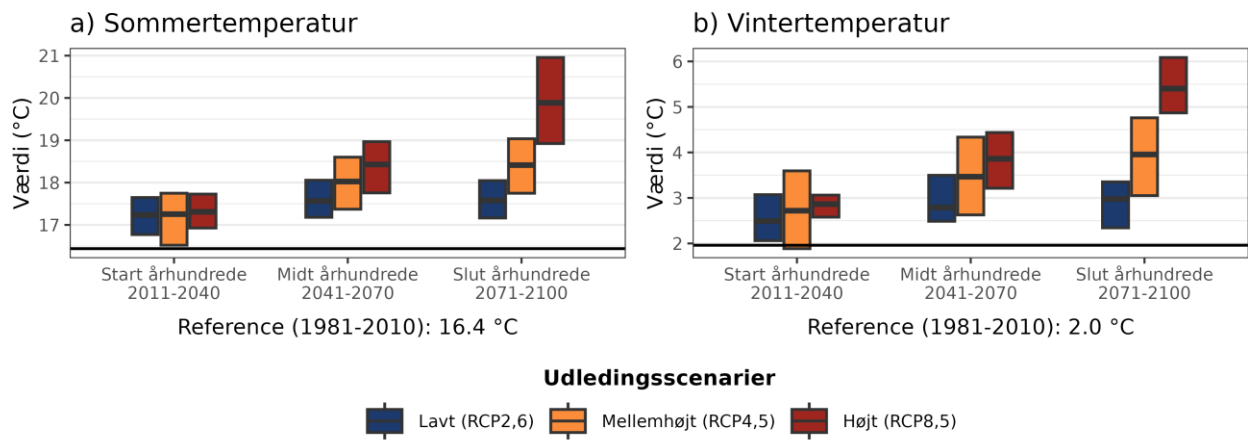 a) Sommertemperatur
Værdi (°C)
21
20
19
18
17
Start århundrede
2011-2040
Midt århundrede
2041-2070
Slut århundrede
2071-2100
Reference (1981-2010): 16.4 °C
b) Vintertemperatur
Værdi (°C)
6
5
4
3
2
Start århundrede
2011-2040
Midt århundrede
2041-2070
Slut århundrede
2071-2100
Reference (1981-2010): 2.0 °C
Udledingsscenarier
Lavt (RCP2,6)
Mellemhøjt (RCP4,5)
Højt (RCP8,5)